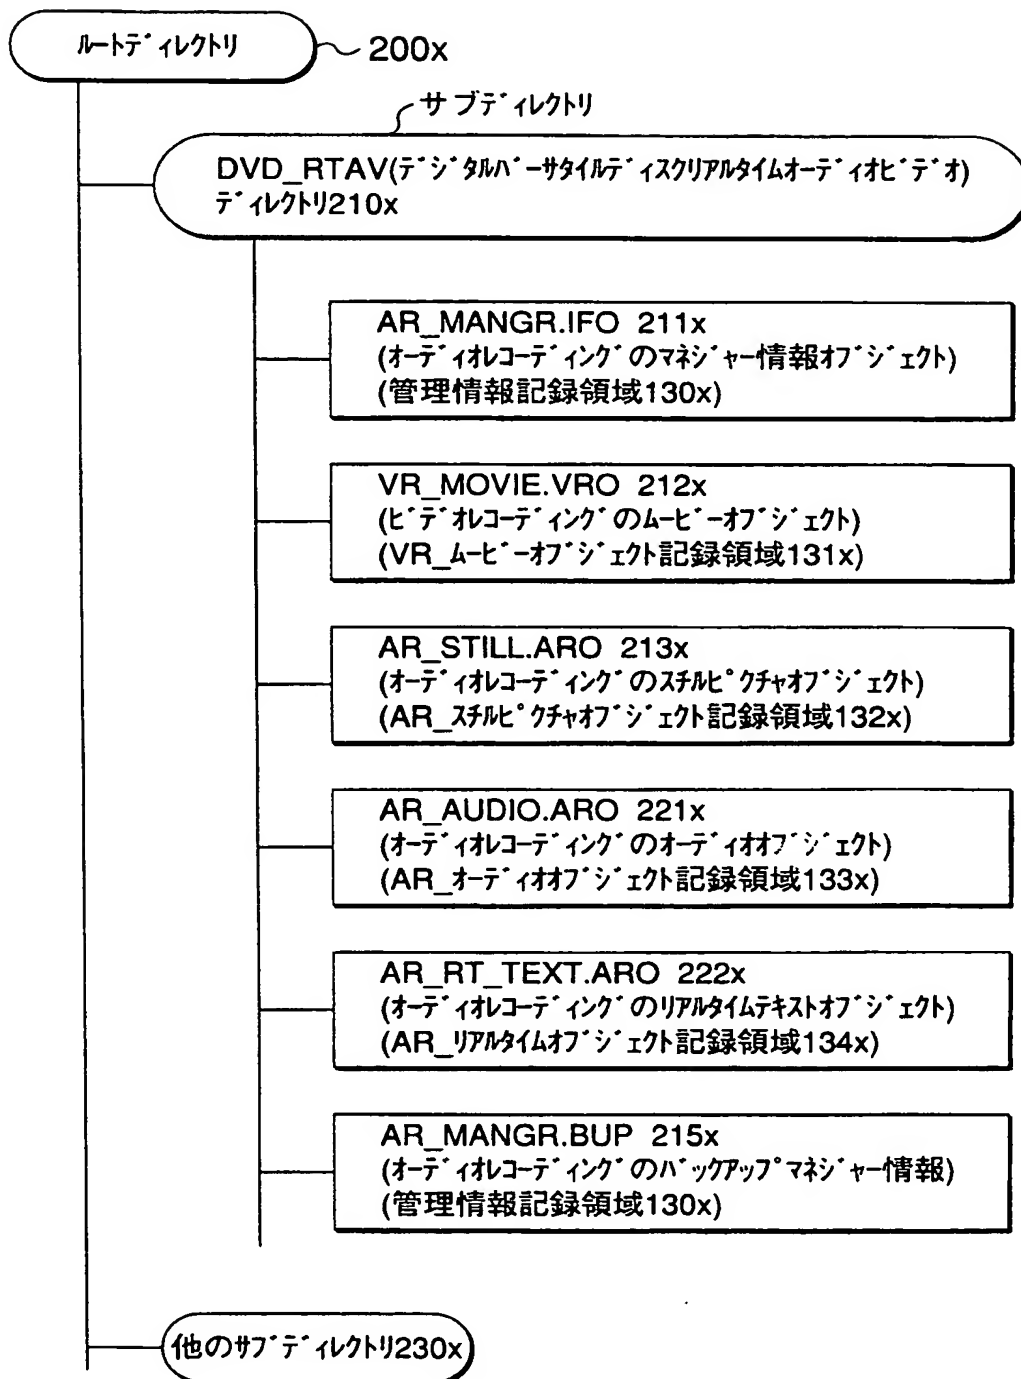 ルートディレクトリ
200x
サブディレクトリ
DVD_RTAV(デジタルバーサタイルディスクリアルタイムオーディオビデオ)
ディレクトリ210x
AR_MANGR.IFO 211x
(オーディオレコーディングのマネジャー情報オブジェクト)
(管理情報記録領域130x)
VR_MOVIE.VRO 212x
(ビデオレコーディングのムービーオブジェクト)
(VR_ムービーオブジェクト記録領域131x)
AR_STILL.ARO 213x
(オーディオレコーディングのスチルピクチャオブジェクト)
(AR_スチルピクチャオブジェクト記録領域132x)
AR_AUDIO.ARO 221x
(オーディオレコーディングのオーディオオブジェクト)
(AR_オーディオオブジェクト記録領域133x)
AR_RT_TEXT.ARO 222x
(オーディオレコーディングのリアルタイムテキストオブジェクト)
(AR_リアルタイムオブジェクト記録領域134x)
AR_MANGR.BUP 215x
(オーディオレコーディングのバックアップマネジャー情報)
(管理情報記録領域130x)
他のサブディレクトリ230x